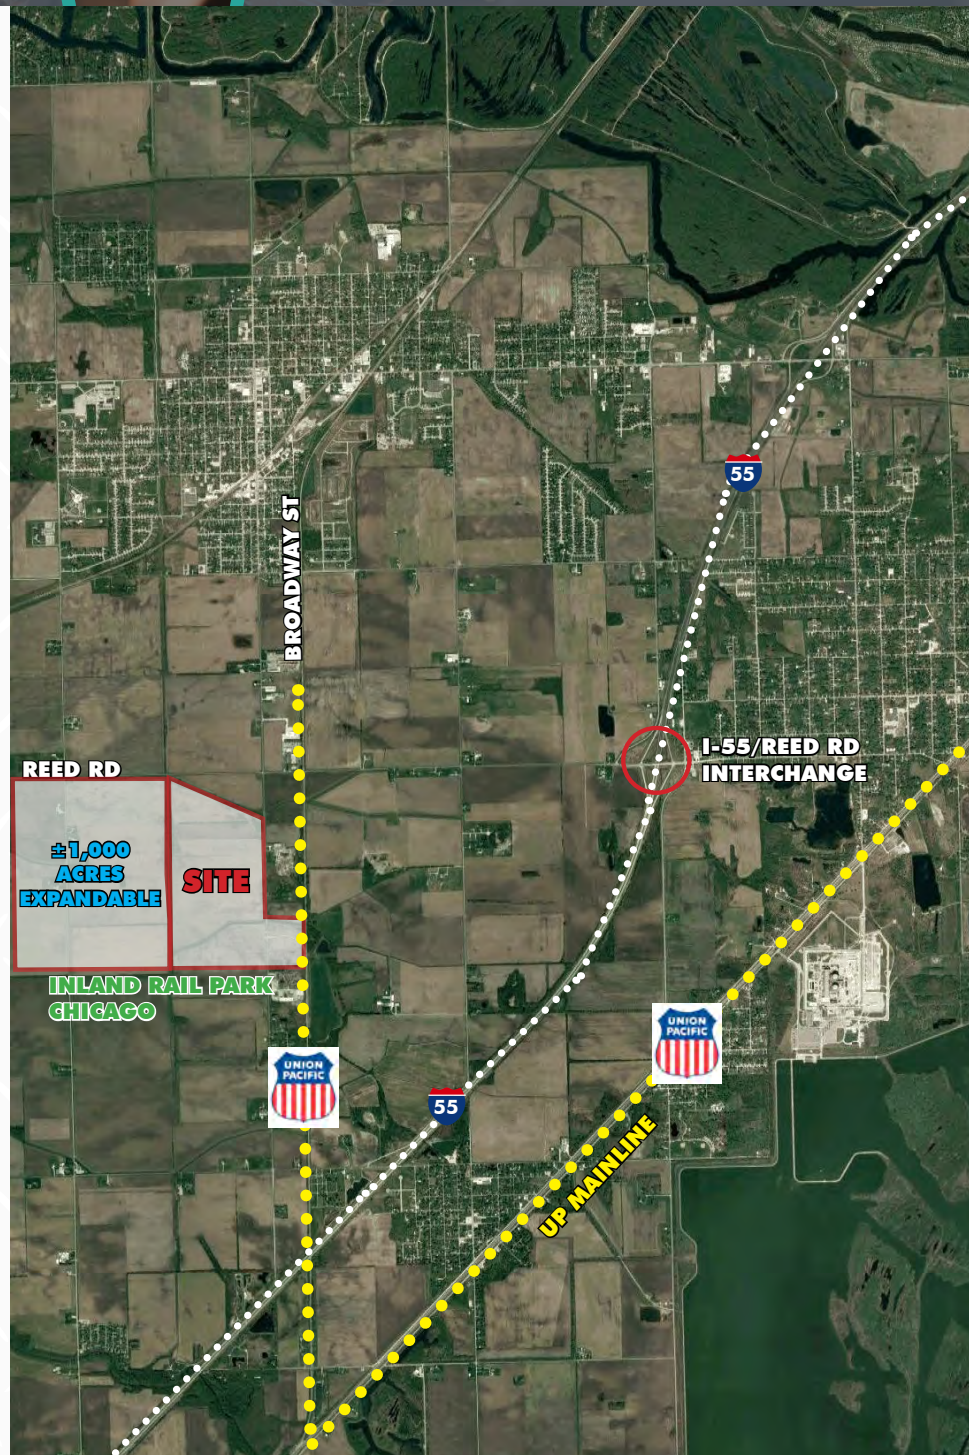 55
BROADWAY ST
I-55/REED RD
INTERCHANGE
REED RD
±1,000
ACRES
EXPANDABLE
SITE
INLAND RAIL PARK
CHICAGO
UNION
PACIFIC
UNION
PACIFIC
55
UP MAINLINE